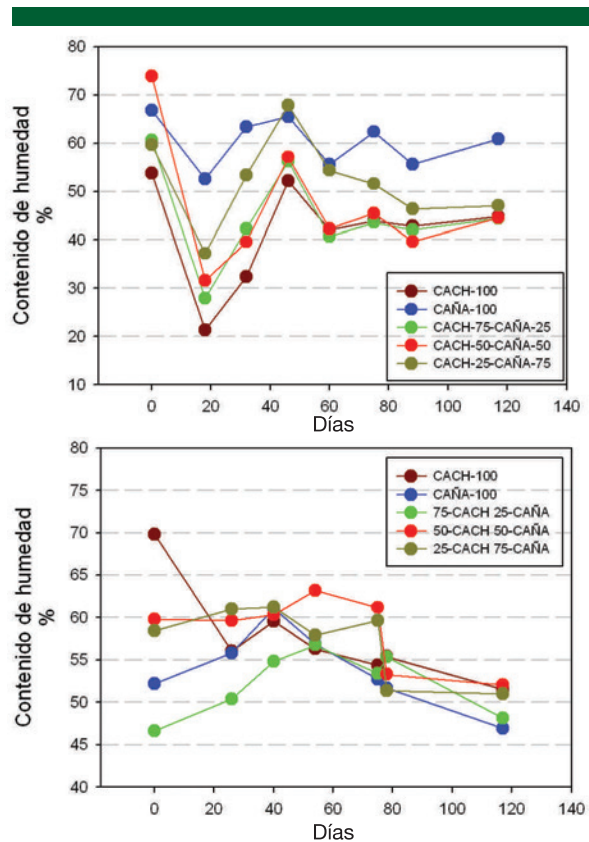 80
70
60
50
40
30
20
10
Contenido de humedad
%
CACH-100
CAÑA-100
CACH-75-CAÑA-25
CACH-50-CAÑA-50
CACH-25-CAÑA-75
0 20 40 60 80 100 120 140
Días
80
75
70
65
60
55
50
45
40
Contenido de humedad
%
CACH-100
CAÑA-100
75-CACH 25-CAÑA
50-CACH 50-CAÑA
25-CACH 75-CAÑA
0 20 40 60 80 100 120 140
Días